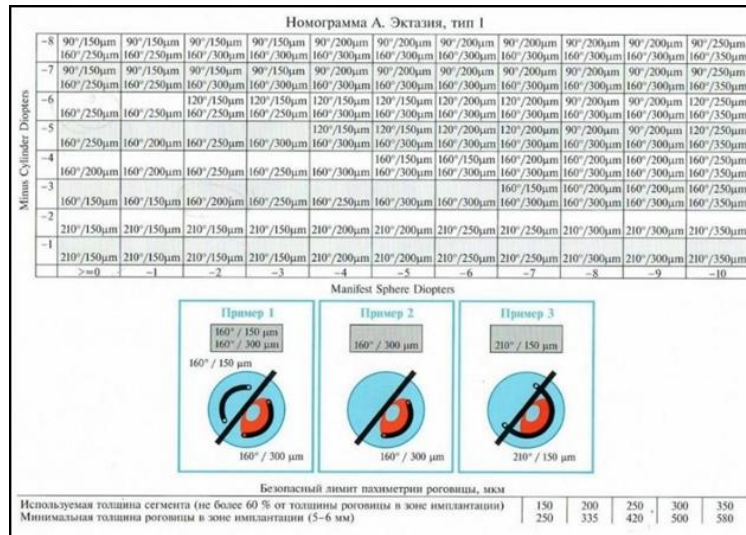 Номограмма А. Эктазия, тип I
Minus Cylinder Diopters
-8 90°/150μm 90°/150μm 90°/150μm 90°/150μm 90°/200μm 90°/200μm 90°/200μm 90°/200μm 90°/200μm 90°/200μm 90°/250μm
160°/250μm 160°/250μm 160°/300μm 160°/300μm 160°/300μm 160°/300μm 160°/300μm 160°/300μm 160°/300μm 160°/300μm 160°/350μm
-7 90°/150μm 90°/150μm 90°/150μm 90°/150μm 90°/200μm 90°/200μm 90°/200μm 90°/200μm 90°/200μm 90°/200μm 90°/250μm
160°/250μm 160°/250μm 160°/300μm 160°/300μm 160°/300μm 160°/300μm 160°/300μm 160°/300μm 160°/300μm 160°/300μm 160°/350μm
-6 120°/150μm 120°/150μm 120°/150μm 120°/150μm 120°/200μm 120°/200μm 90°/200μm 90°/200μm 120°/250μm
160°/250μm 160°/250μm 160°/250μm 160°/250μm 160°/300μm 160°/300μm 160°/300μm 160°/300μm 160°/300μm 160°/300μm 160°/350μm
-5 120°/150μm 120°/150μm 120°/200μm 120°/200μm 90°/200μm 90°/200μm 120°/250μm
160°/250μm 160°/200μm 160°/250μm 160°/300μm 160°/300μm 160°/300μm 160°/300μm 160°/300μm 160°/300μm 160°/300μm 160°/350μm
-4 160°/150μm 160°/150μm 160°/200μm 160°/200μm 160°/200μm 160°/250μm
160°/200μm 160°/200μm 160°/250μm 160°/250μm 160°/300μm 160°/300μm 160°/300μm 160°/300μm 160°/300μm 160°/300μm 160°/350μm
-3 160°/150μm 160°/200μm 160°/200μm 160°/250μm
160°/150μm 160°/150μm 160°/200μm 160°/250μm 160°/250μm 160°/300μm 160°/300μm 160°/300μm 160°/300μm 160°/350μm 160°/350μm
-2
210°/150μm 210°/150μm 210°/150μm 210°/150μm 210°/200μm 210°/200μm 210°/250μm 210°/250μm 210°/300μm 210°/300μm 210°/350μm
-1
210°/150μm 210°/150μm 210°/150μm 210°/150μm 210°/200μm 210°/200μm 210°/250μm 210°/250μm 210°/300μm 210°/300μm 210°/350μm
>=0 -1 -2 -3 -4 -5 -6 -7 -8 -9 -10
Manifest Sphere Diopters
Пример 1
160° / 150 μm
160° / 300 μm
160° / 150 μm
160° / 300 μm
Пример 2
160° / 300 μm
160° / 300 μm
Пример 3
210° / 150 μm
210° / 150 μm
Безопасный лимит пахиметрии роговицы, мкм
Используемая толщина сегмента (не более 60 % от толщины роговицы в зоне имплантации) 150 200 250 300 350
Минимальная толщина роговицы в зоне имплантации (5-6 мм) 250 335 420 500 580